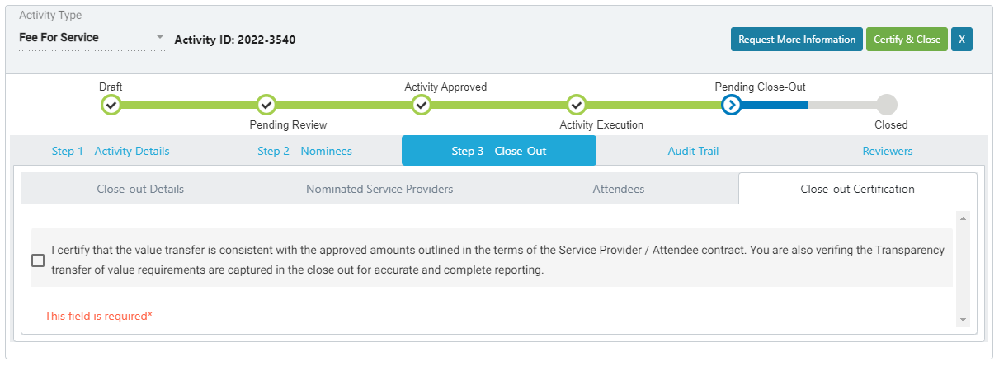 Activity Type
Fee For Service
Activity ID: 2022-3540
Request More Information
Certify & Close
X
Draft
Activity Approved
Pending Close-Out
Pending Review
Activity Execution
Closed
Step 1 - Activity Details
Step 2 - Nominees
Step 3 - Close-Out
Audit Trail
Reviewers
Close-out Details
Nominated Service Providers
Attendees
Close-out Certification
I certify that the value transfer is consistent with the approved amounts outlined in the terms of the Service Provider / Attendee contract. You are also verifing the Transparency
transfer of value requirements are captured in the close out for accurate and complete reporting.
This field is required*